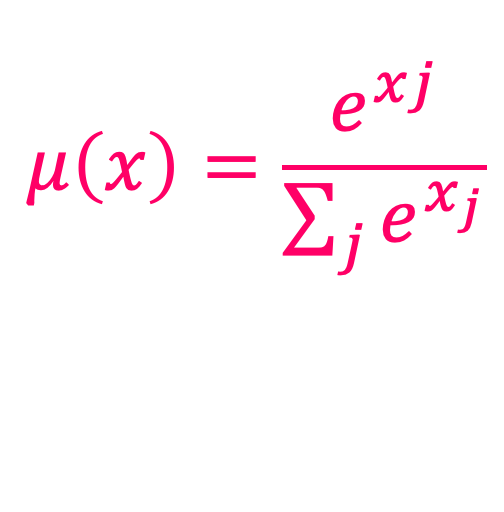 μ(x) = e^{xj} / ∑_j e^{x_j}